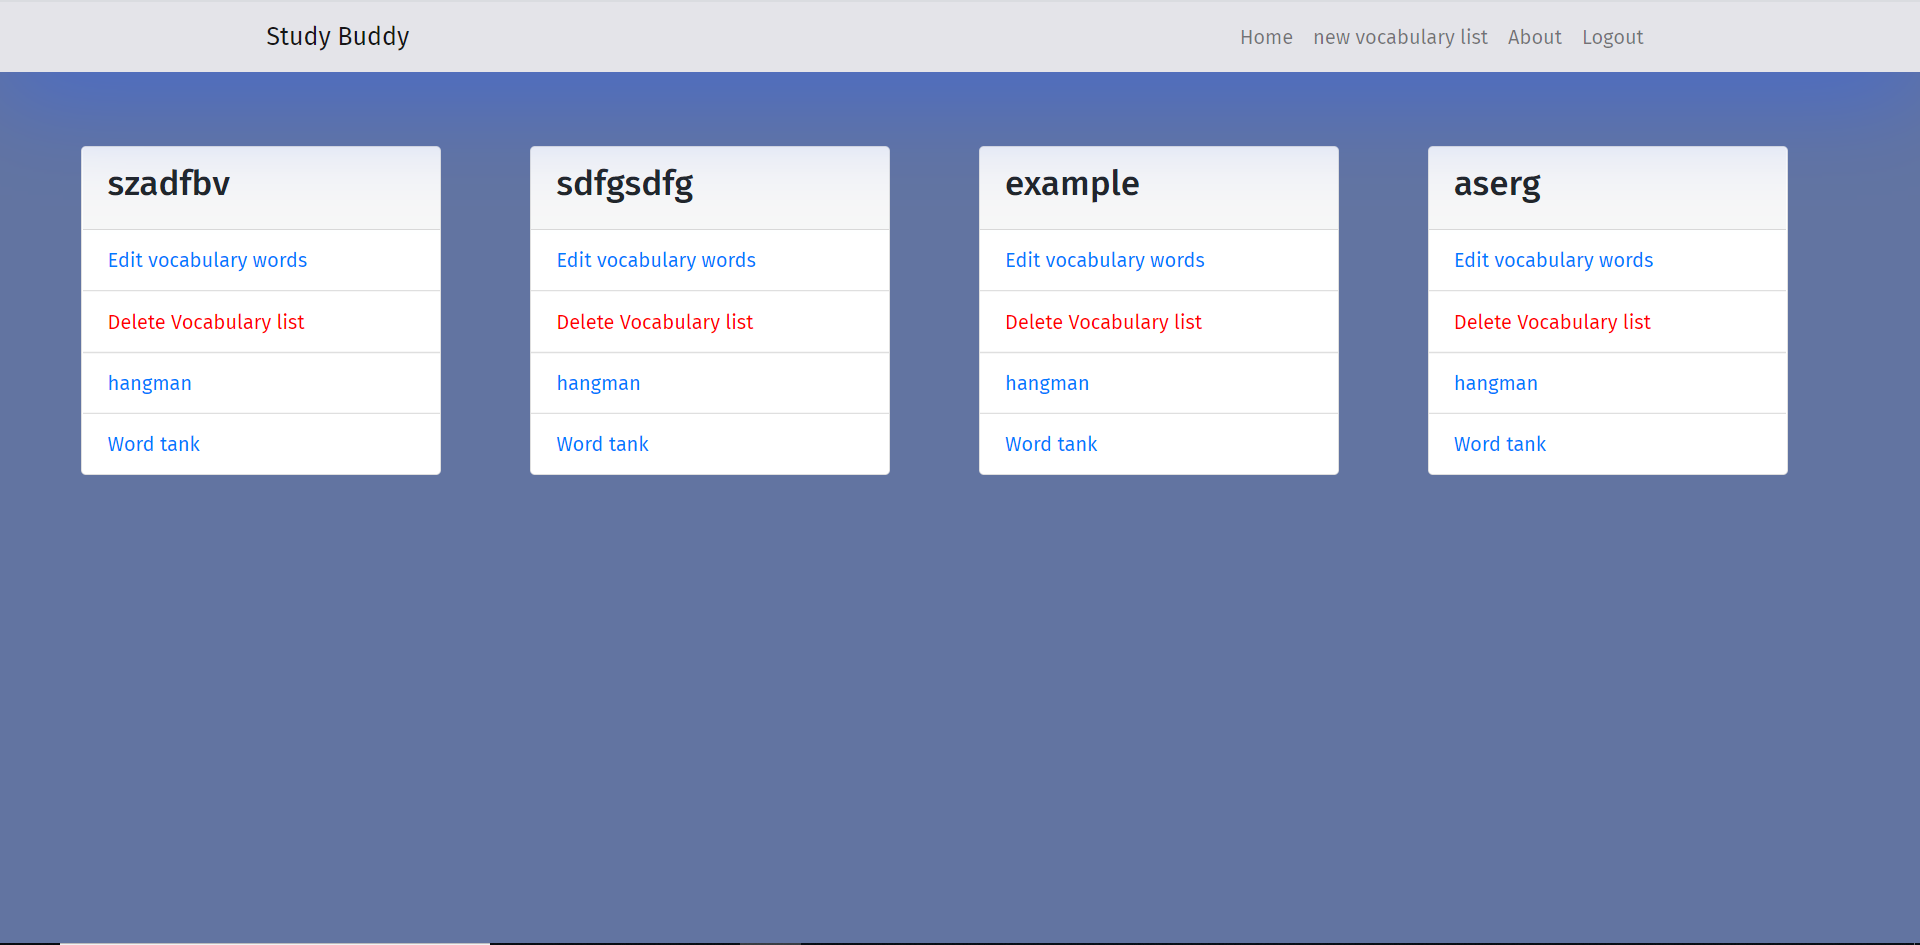 Study Buddy
Home new vocabulary list About Logout
szadfbv
Edit vocabulary words
Delete Vocabulary list
hangman
Word tank
sdfgsdfg
Edit vocabulary words
Delete Vocabulary list
hangman
Word tank
example
Edit vocabulary words
Delete Vocabulary list
hangman
Word tank
aserg
Edit vocabulary words
Delete Vocabulary list
hangman
Word tank